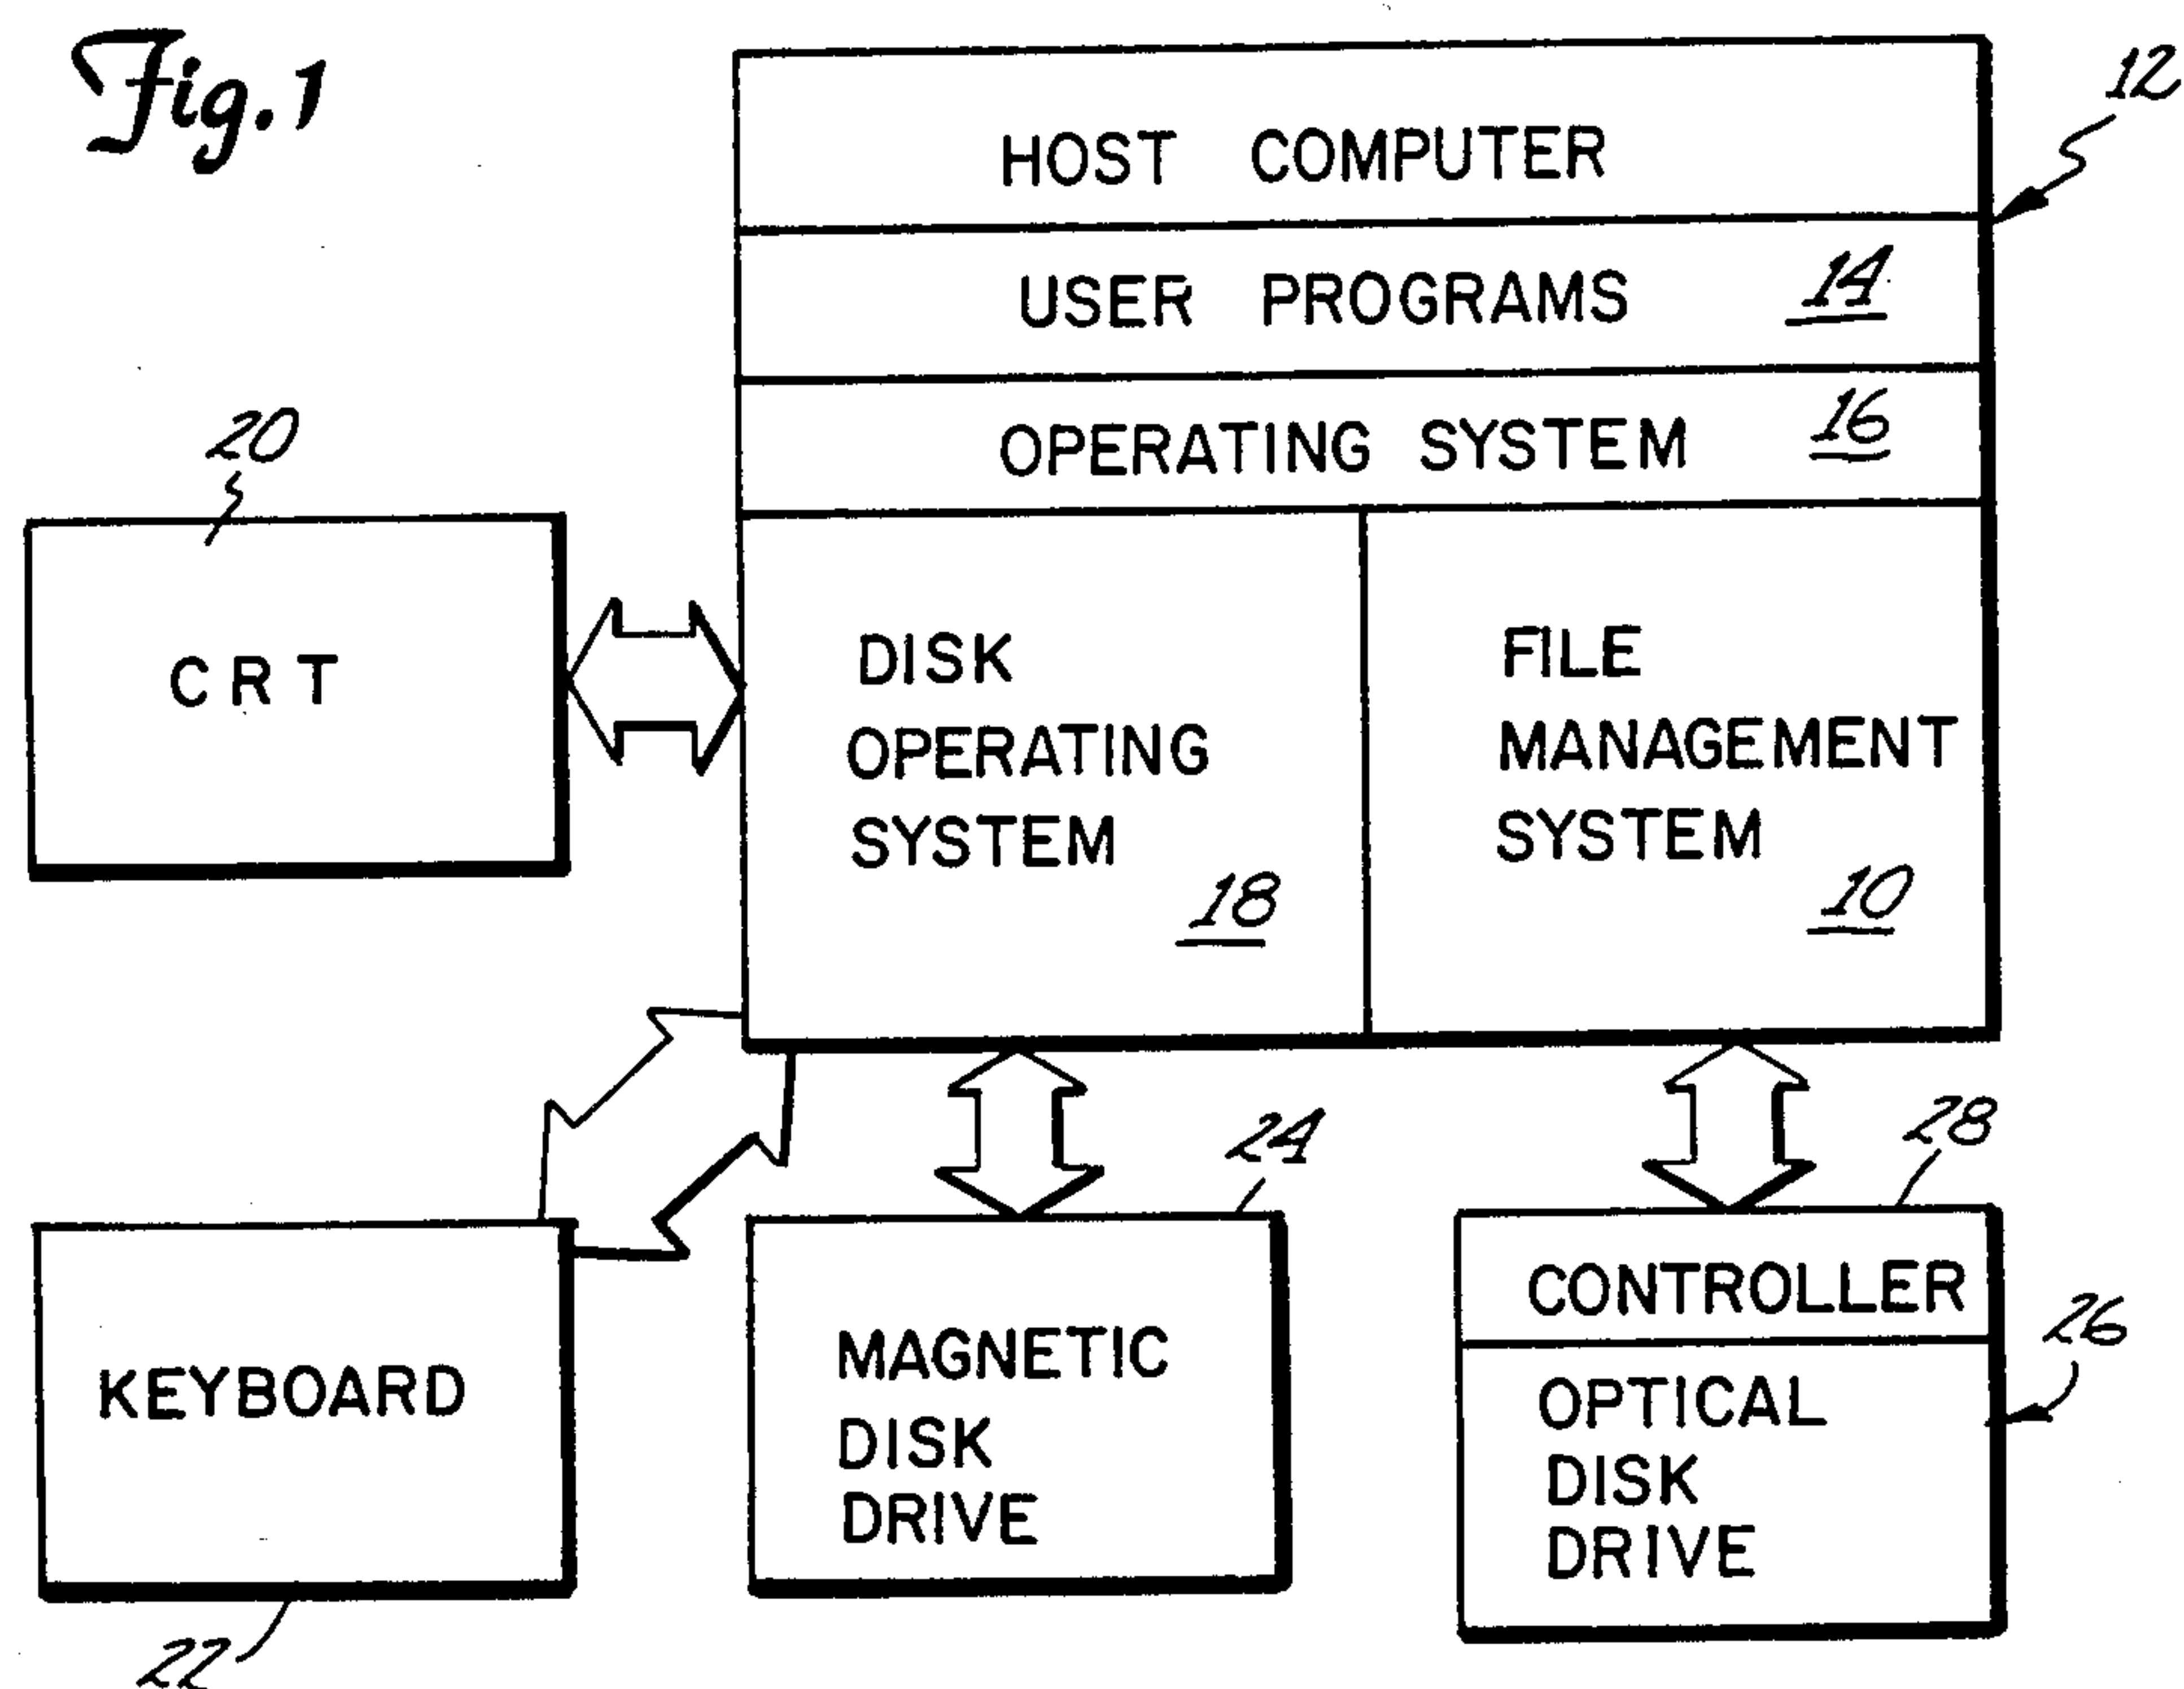 Fig. 1
12
HOST COMPUTER
USER PROGRAMS 14
OPERATING SYSTEM 16
20
CRT
DISK
OPERATING
SYSTEM
18
FILE
MANAGEMENT
SYSTEM
10
24
28
KEYBOARD
22
MAGNETIC
DISK
DRIVE
CONTROLLER
26
OPTICAL
DISK
DRIVE